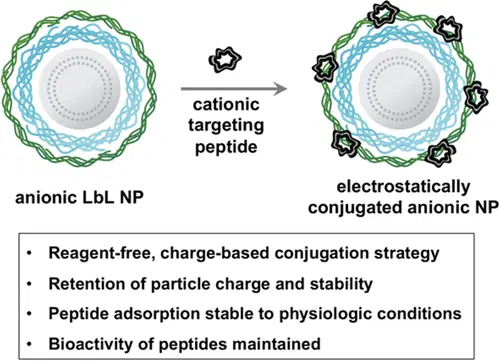 cationic
targeting
peptide
anionic LbL NP
electrostatically
conjugated anionic NP
• Reagent-free, charge-based conjugation strategy
• Retention of particle charge and stability
• Peptide adsorption stable to physiologic conditions
• Bioactivity of peptides maintained